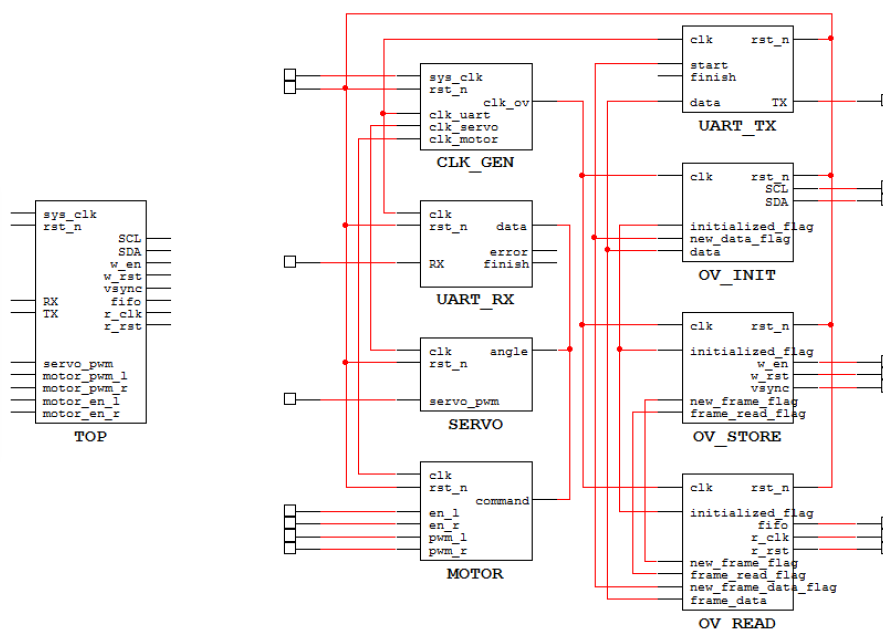 sys_clk
rst_n
SCL
SDA
w_en
w_rst
vsync
RX fifo
TX r_clk
r_rst
servo_pwm
motor_pwm_l
motor_pwm_r
motor_en_l
motor_en_r
TOP
sys_clk
rst_n
clk_ov
clk_uart
clk_servo
clk_motor
CLK_GEN
clk
rst_n data
error
RX finish
UART_RX
clk angle
rst_n
servo_pwm
SERVO
clk
rst_n
command
en_l
en_r
pwm_l
pwm_r
MOTOR
clk rst_n
start
finish
data TX
UART_TX
clk rst_n
SCL
SDA
initialized_flag
new_data_flag
data
OV_INIT
clk rst_n
initialized_flag
w_en
w_rst
vsync
new_frame_flag
frame_read_flag
OV_STORE
clk rst_n
initialized_flag
fifo
r_clk
r_rst
new_frame_flag
frame_read_flag
new_frame_data_flag
frame_data
OV_READ